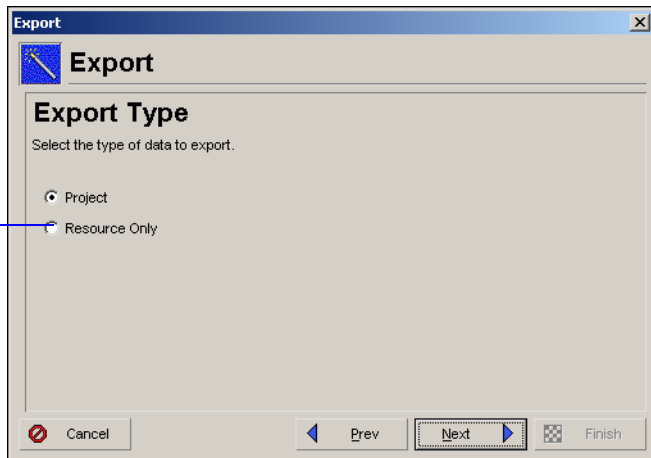 Export
Export
Export Type
Select the type of data to export.
Project
Resource Only
Cancel
Prev
Next
Finish